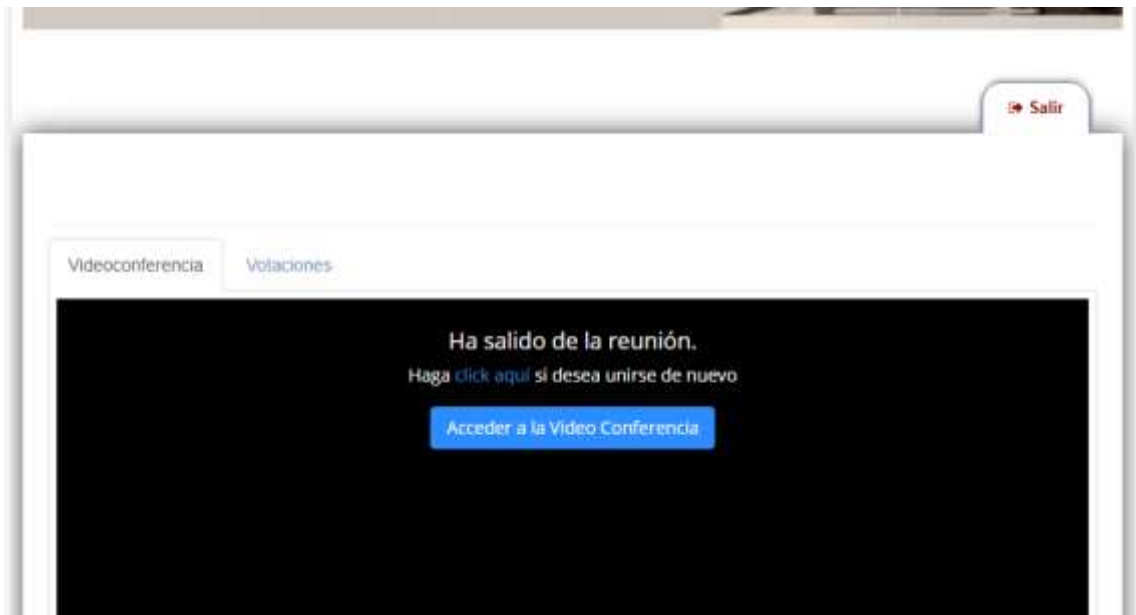 Salir
Videoconferencia
Votaciones
Ha salido de la reunión.
Haga click aquí si desea unirse de nuevo
Acceder a la Video Conferencia